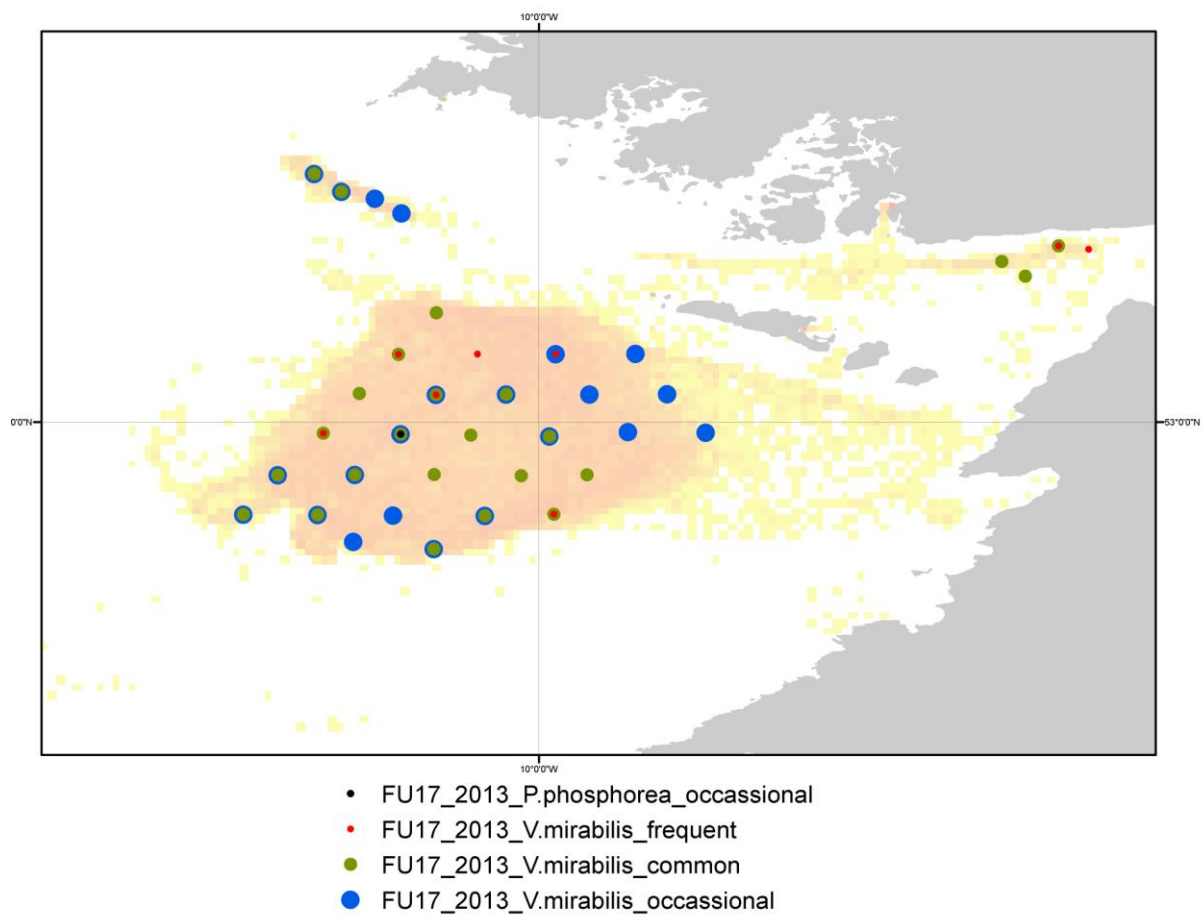 10°0'0"W
0'0"N
53°0'0"N
10°0'0"W
FU17_2013_P.phosphorea_occassional
FU17_2013_V.mirabilis_frequent
FU17_2013_V.mirabilis_common
FU17_2013_V.mirabilis_occassional